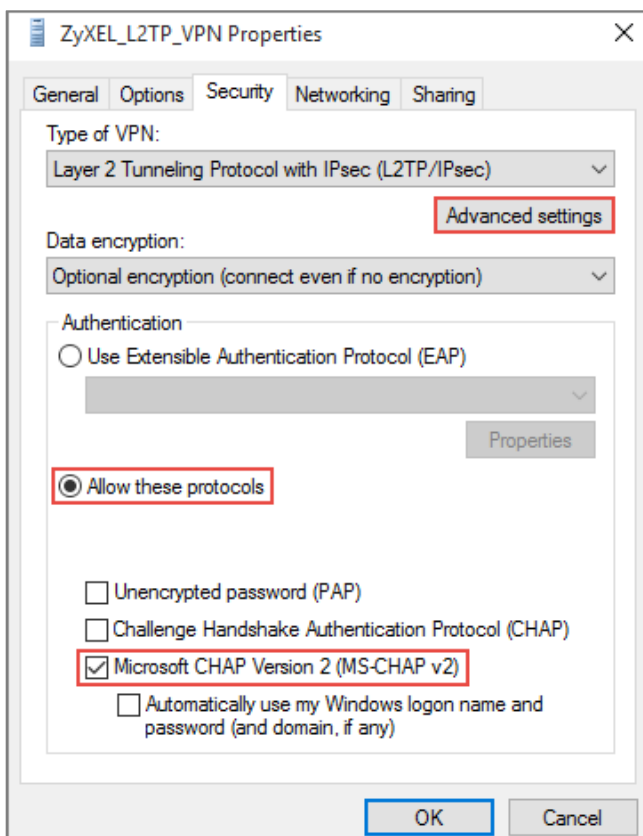 ZyXEL_L2TP_VPN Properties
General Options Security Networking Sharing
Type of VPN:
Layer 2 Tunneling Protocol with IPsec (L2TP/IPsec)
Advanced settings
Data encryption:
Optional encryption (connect even if no encryption)
Authentication
Use Extensible Authentication Protocol (EAP)
Properties
Allow these protocols
Unencrypted password (PAP)
Challenge Handshake Authentication Protocol (CHAP)
Microsoft CHAP Version 2 (MS-CHAP v2)
Automatically use my Windows logon name and
password (and domain, if any)
OK Cancel